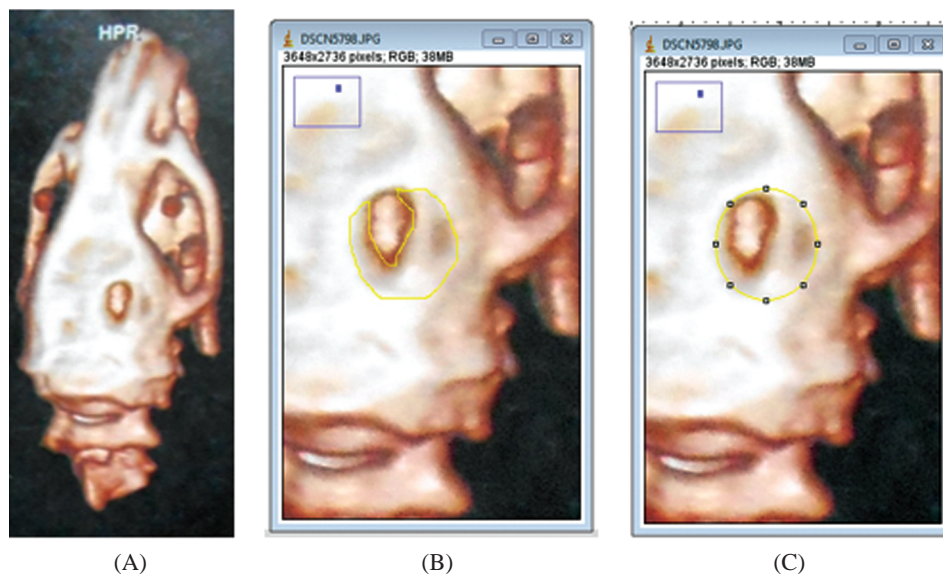 HPR
DSCN5798.JPG
3648x2736 pixels; RGB; 38MB
DSCN5798.JPG
3648x2736 pixels; RGB; 38MB
(A)
(B)
(C)